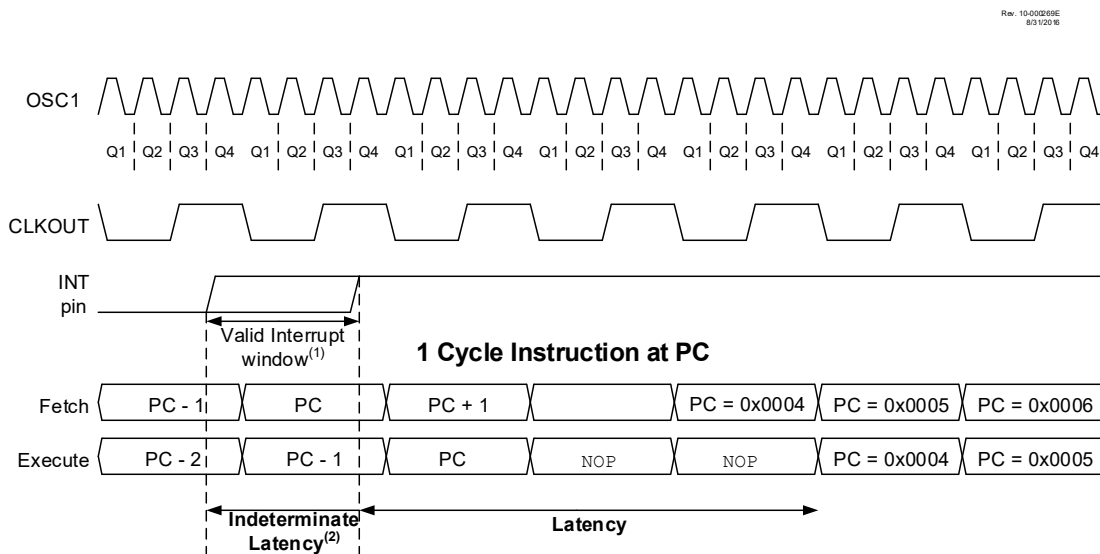 Rev. 10-000269E
8/31/2016
OSC1
Q1 Q2 Q3 Q4 Q1 Q2 Q3 Q4 Q1 Q2 Q3 Q4 Q1 Q2 Q3 Q4 Q1 Q2 Q3 Q4 Q1 Q2 Q3 Q4 Q1 Q2 Q3 Q4
CLKOUT
INT
pin
Valid Interrupt
window(1)
1 Cycle Instruction at PC
Fetch PC - 1 PC PC + 1 PC = 0x0004 PC = 0x0005 PC = 0x0006
Execute PC - 2 PC - 1 PC NOP NOP PC = 0x0004 PC = 0x0005
Indeterminate
Latency(2)
Latency